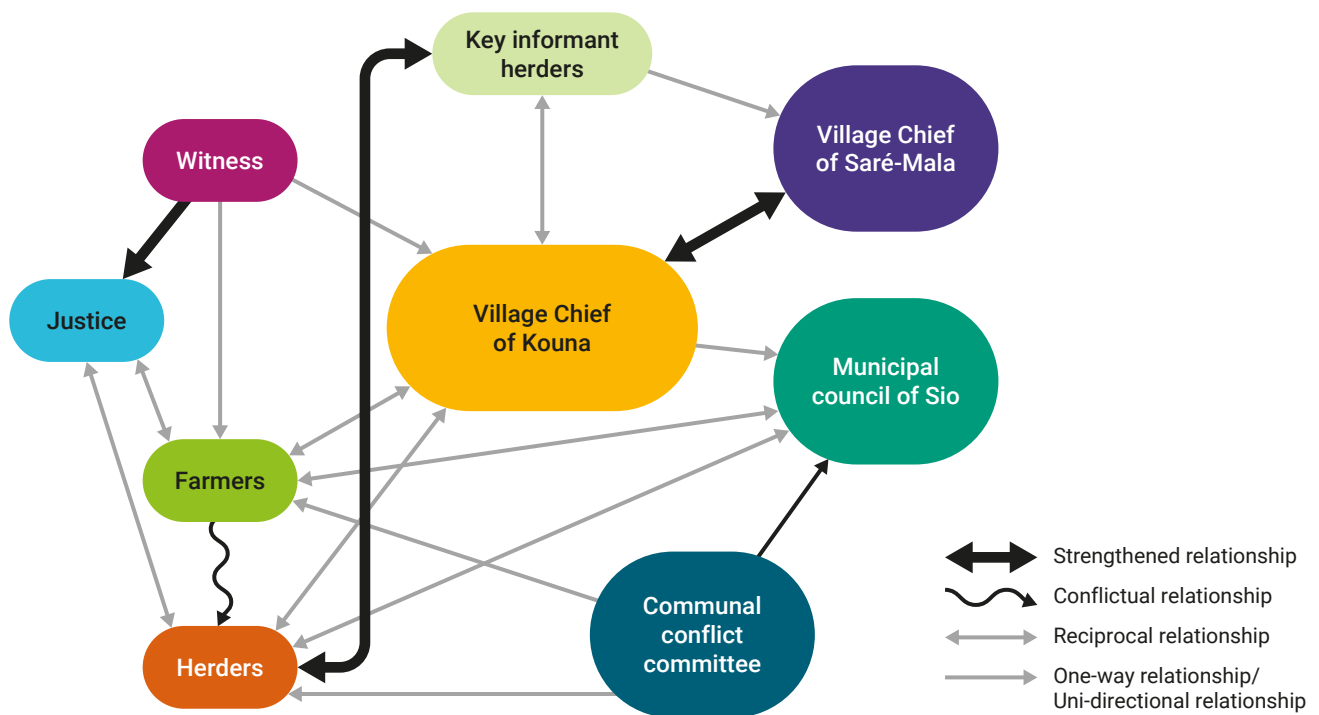 Key informant
herders
Village Chief
of Saré-Mala
Witness
Justice
Village Chief
of Kouna
Municipal
council of Sio
Farmers
Communal
conflict
committee
Herders
Strengthened relationship
Conflictual relationship
Reciprocal relationship
One-way relationship/
Uni-directional relationship